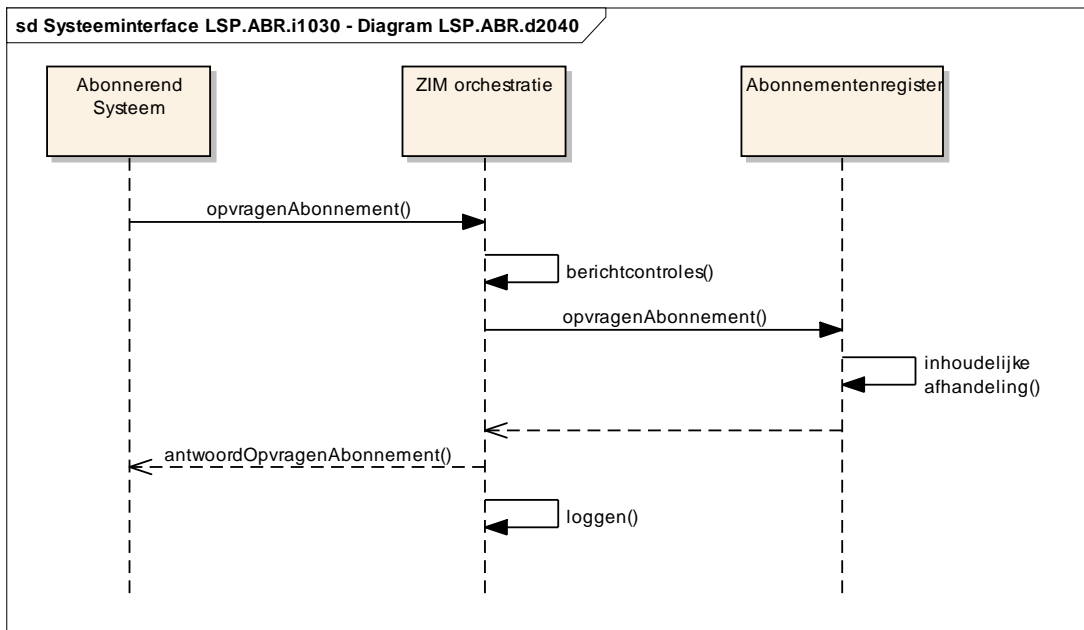 sd Systeeminterface LSP.ABR.i1030 - Diagram LSP.ABR.d2040
Abonnerend
Systeem
ZIM orchestratie
Abonnementenregister
opvragenAbonnement()
berichtcontroles()
opvragenAbonnement()
inhoudelijke
afhandeling()
antwoordOpvragenAbonnement()
loggen()